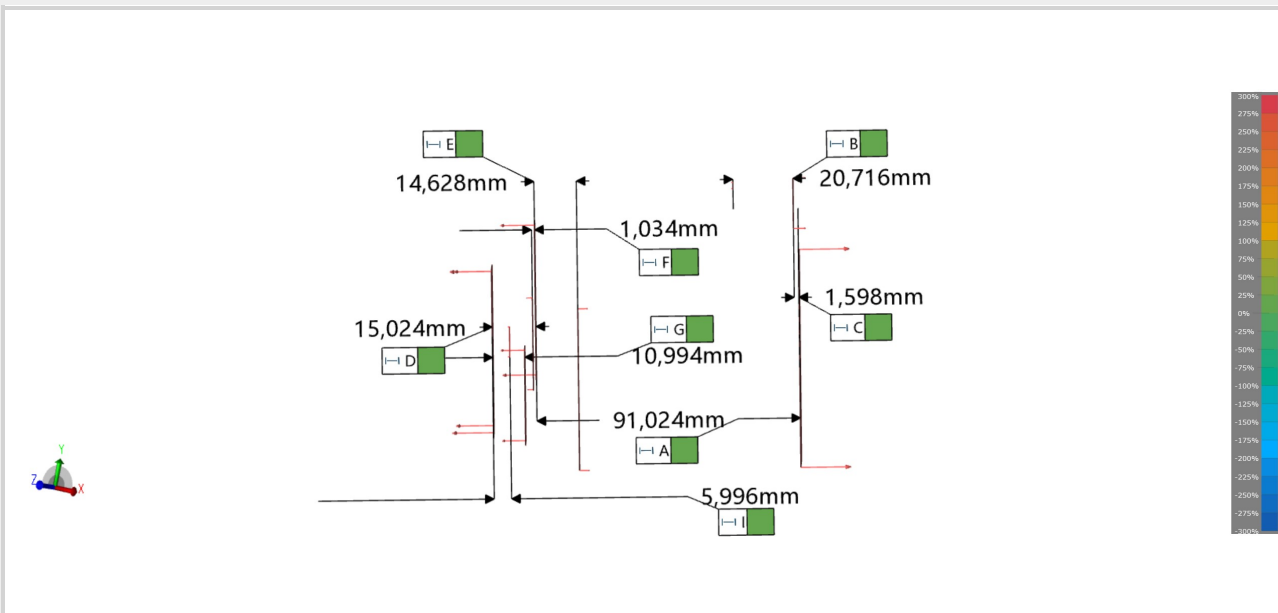 E
14,628mm
B
20,716mm
1,034mm
F
1,598mm
C
15,024mm
D
G
10,994mm
91,024mm
A
5,996mm
I
Y
Z
X
300%
275%
250%
225%
200%
175%
150%
125%
100%
75%
50%
25%
0%
-25%
-50%
-75%
-100%
-125%
-150%
-175%
-200%
-225%
-250%
-275%
-300%